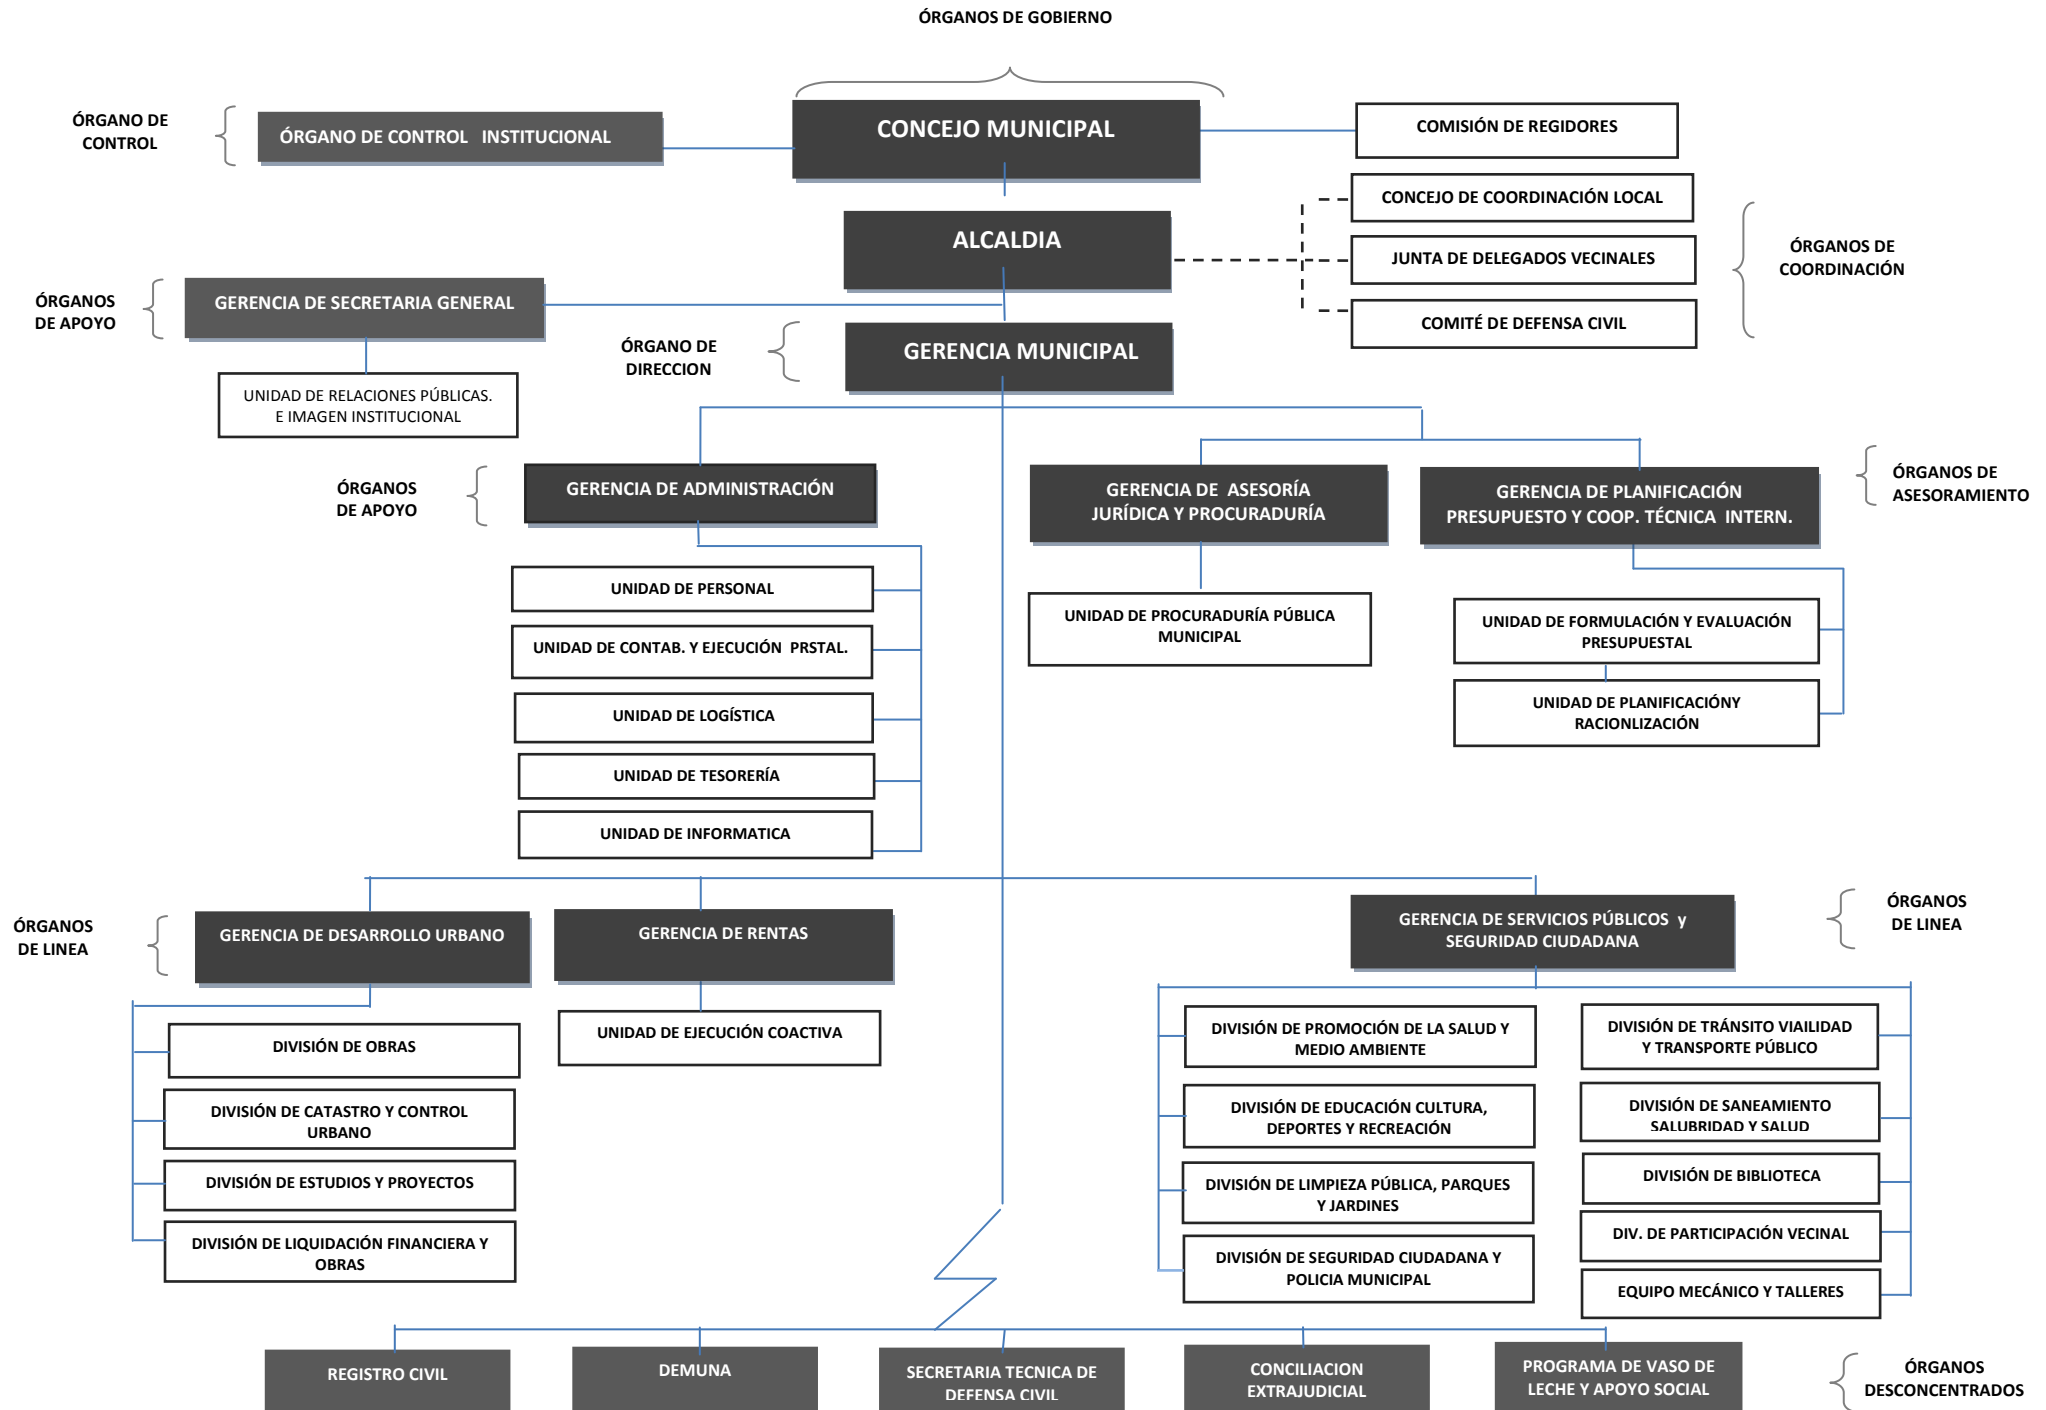 ÓRGANOS DE GOBIERNO
ÓRGANO DE
CONTROL
ÓRGANO DE CONTROL INSTITUCIONAL
CONCEJO MUNICIPAL
COMISIÓN DE REGIDORES
CONCEJO DE COORDINACIÓN LOCAL
ALCALDIA
JUNTA DE DELEGADOS VECINALES
ÓRGANOS DE
COORDINACIÓN
COMITÉ DE DEFENSA CIVIL
ÓRGANOS
DE APOYO
GERENCIA DE SECRETARIA GENERAL
UNIDAD DE RELACIONES PÚBLICAS.
E IMAGEN INSTITUCIONAL
ÓRGANO DE
DIRECCION
GERENCIA MUNICIPAL
ÓRGANOS
DE APOYO
GERENCIA DE ADMINISTRACIÓN
GERENCIA DE ASESORÍA
JURÍDICA Y PROCURADURÍA
GERENCIA DE PLANIFICACIÓN
PRESUPUESTO Y COOP. TÉCNICA INTERN.
ÓRGANOS DE
ASESORAMIENTO
UNIDAD DE PERSONAL
UNIDAD DE CONTAB. Y EJECUCIÓN PRSTAL.
UNIDAD DE LOGÍSTICA
UNIDAD DE TESORERÍA
UNIDAD DE INFORMATICA
UNIDAD DE PROCURADURÍA PÚBLICA
MUNICIPAL
UNIDAD DE FORMULACIÓN Y EVALUACIÓN
PRESUPUESTAL
UNIDAD DE PLANIFICACIÓNY
RACIONLIZACIÓN
ÓRGANOS
DE LINEA
GERENCIA DE DESARROLLO URBANO
GERENCIA DE RENTAS
GERENCIA DE SERVICIOS PÚBLICOS y
SEGURIDAD CIUDADANA
ÓRGANOS
DE LINEA
DIVISIÓN DE OBRAS
DIVISIÓN DE CATASTRO Y CONTROL
URBANO
DIVISIÓN DE ESTUDIOS Y PROYECTOS
DIVISIÓN DE LIQUIDACIÓN FINANCIERA Y
OBRAS
UNIDAD DE EJECUCIÓN COACTIVA
DIVISIÓN DE PROMOCIÓN DE LA SALUD Y
MEDIO AMBIENTE
DIVISIÓN DE EDUCACIÓN CULTURA,
DEPORTES Y RECREACIÓN
DIVISIÓN DE LIMPIEZA PÚBLICA, PARQUES
Y JARDINES
DIVISIÓN DE SEGURIDAD CIUDADANA Y
POLICIA MUNICIPAL
DIVISIÓN DE TRÁNSITO VIAILIDAD
Y TRANSPORTE PÚBLICO
DIVISIÓN DE SANEAMIENTO
SALUBRIDAD Y SALUD
DIVISIÓN DE BIBLIOTECA
DIV. DE PARTICIPACIÓN VECINAL
EQUIPO MECÁNICO Y TALLERES
REGISTRO CIVIL
DEMUNA
SECRETARIA TECNICA DE
DEFENSA CIVIL
CONCILIACION
EXTRAJUDICIAL
PROGRAMA DE VASO DE
LECHE Y APOYO SOCIAL
ÓRGANOS
DESCONCENTRADOS